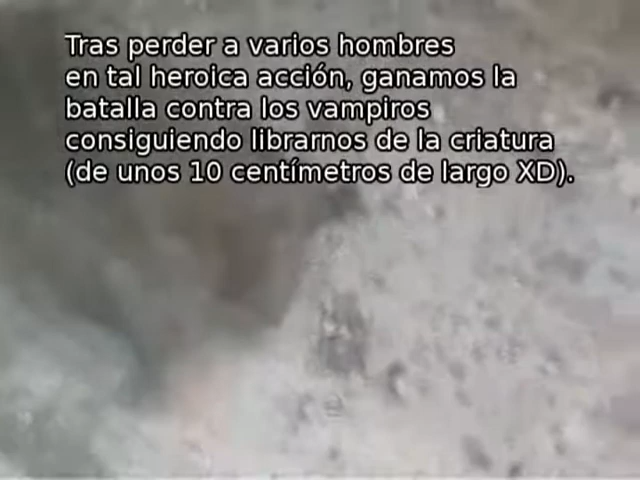 Tras perder a varios hombres
en tal heroica acción, ganamos la
batalla contra los vampiros
consiguiendo librarnos de la criatura
(de unos 10 centímetros de largo XD).